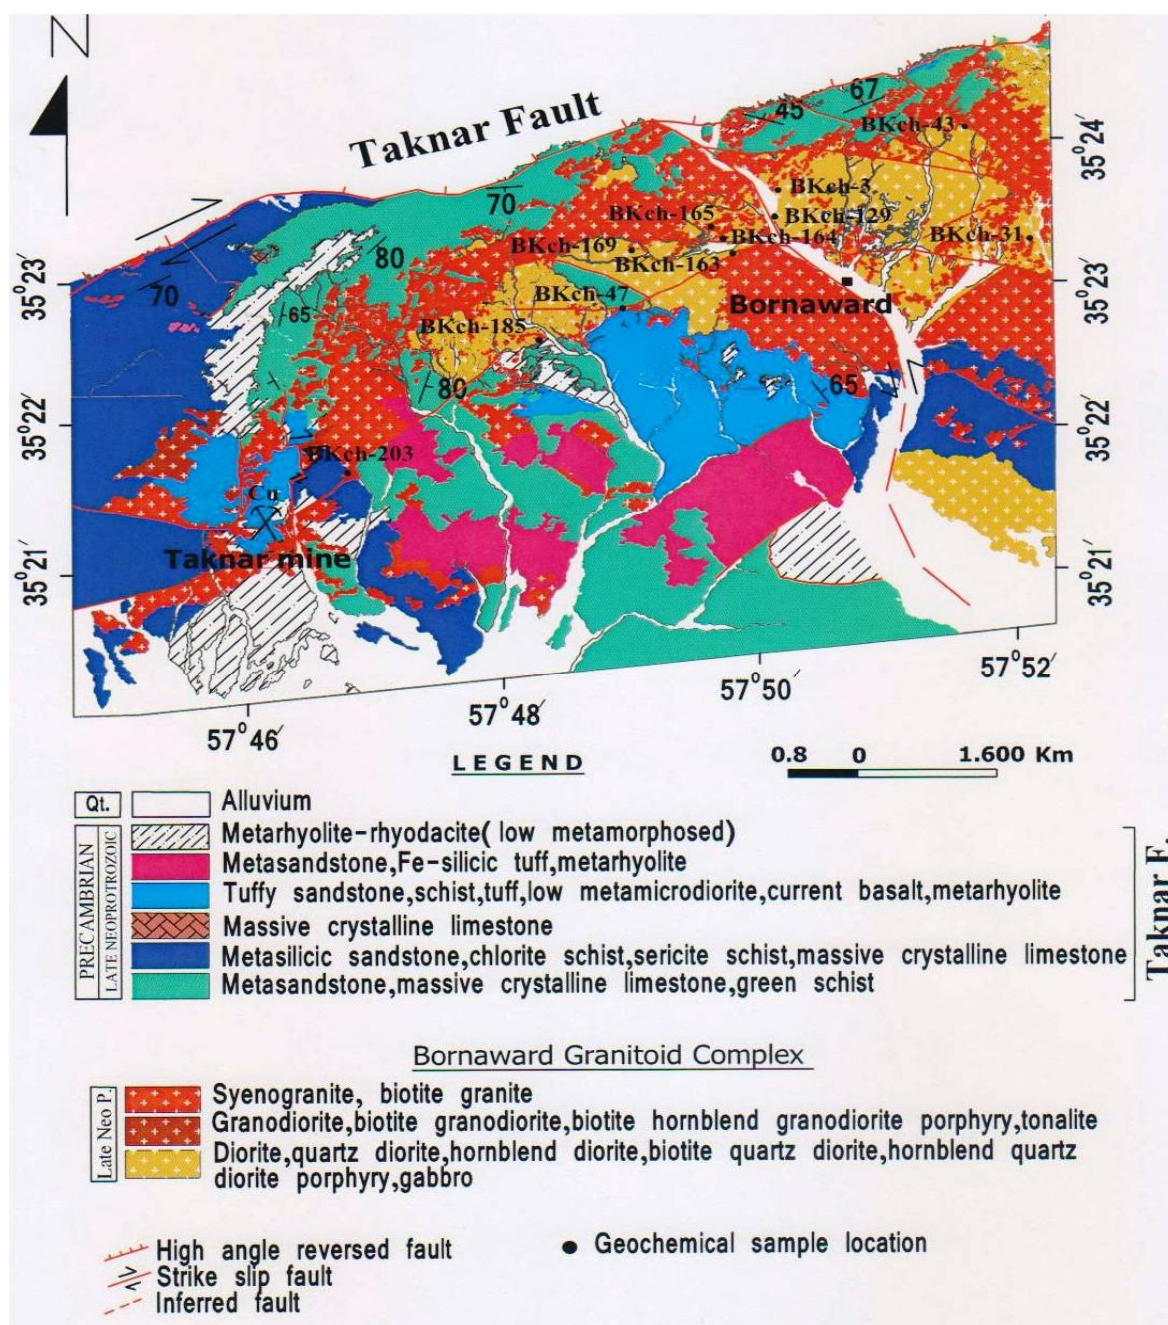 N
Taknar Fault
67
45
BKch-43
35°24′
70
BKch-3
BKch-165
BKch-129
BKch-169
BKch-164
BKch-31
BKch-163
80
35°23′
35°23′
70
BKch-47
Bornaward
65
BKch-185
80
65
35°22′
35°22′
BKch-203
Cu
Taknar mine
35°21′
35°21′
57°46′
57°48′
57°50′
57°52′
LEGEND
0.8 0 1.600 Km
Qt.
Alluvium
PRECAMBRIAN
LATE NEOPROTROZOIC
Metarhyolite-rhyodacite( low metamorphosed)
Metasandstone,Fe-silicic tuff,metarhyolite
Tuffy sandstone,schist,tuff,low metamicrodiorite,current basalt,metarhyolite
Massive crystalline limestone
Metasilicic sandstone,chlorite schist,sericite schist,massive crystalline limestone
Metasandstone,massive crystalline limestone,green schist
Taknar F.
Bornaward Granitoid Complex
Late Neo P.
Syenogranite, biotite granite
Granodiorite,biotite granodiorite,biotite hornblend granodiorite porphyry,tonalite
Diorite,quartz diorite,hornblend diorite,biotite quartz diorite,hornblend quartz
diorite porphyry,gabbro
High angle reversed fault
Geochemical sample location
Strike slip fault
Inferred fault